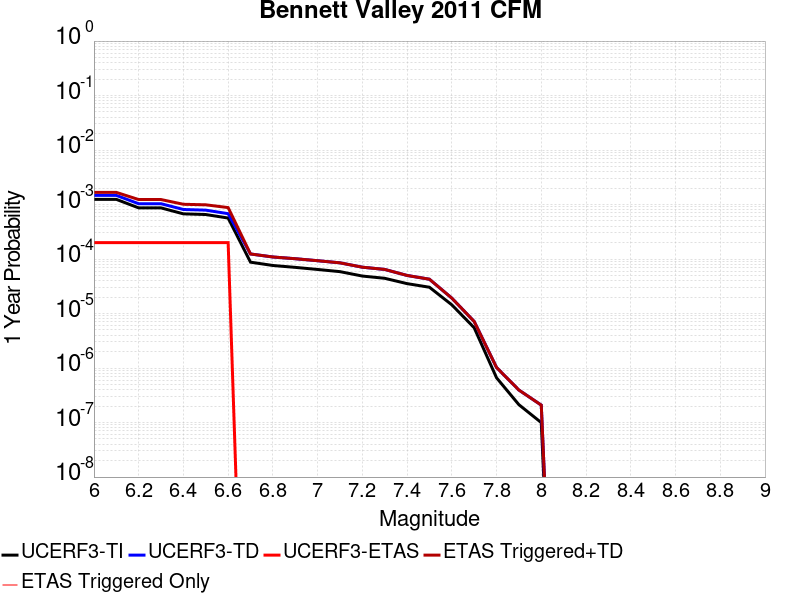 Bennett Valley 2011 CFM
10^0
10^-1
10^-2
10^-3
10^-4
10^-5
10^-6
10^-7
10^-8
1 Year Probability
6 6.2 6.4 6.6 6.8 7 7.2 7.4 7.6 7.8 8 8.2 8.4 8.6 8.8 9
Magnitude
UCERF3-TI UCERF3-TD UCERF3-ETAS ETAS Triggered+TD
ETAS Triggered Only